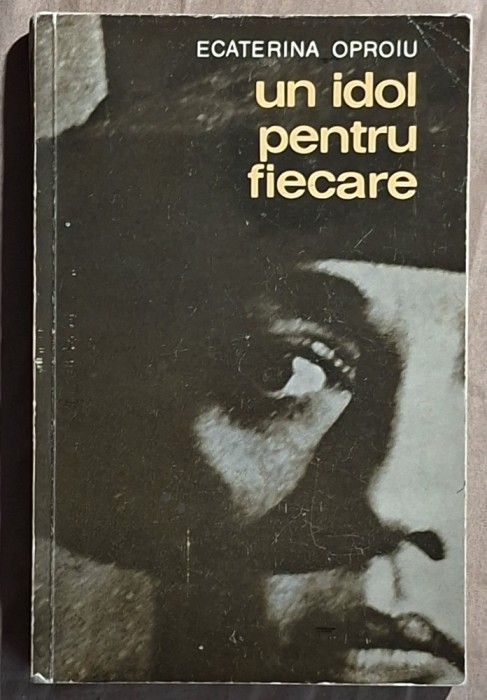 ECATERINA OPROIU
un idol
pentru
fiecare